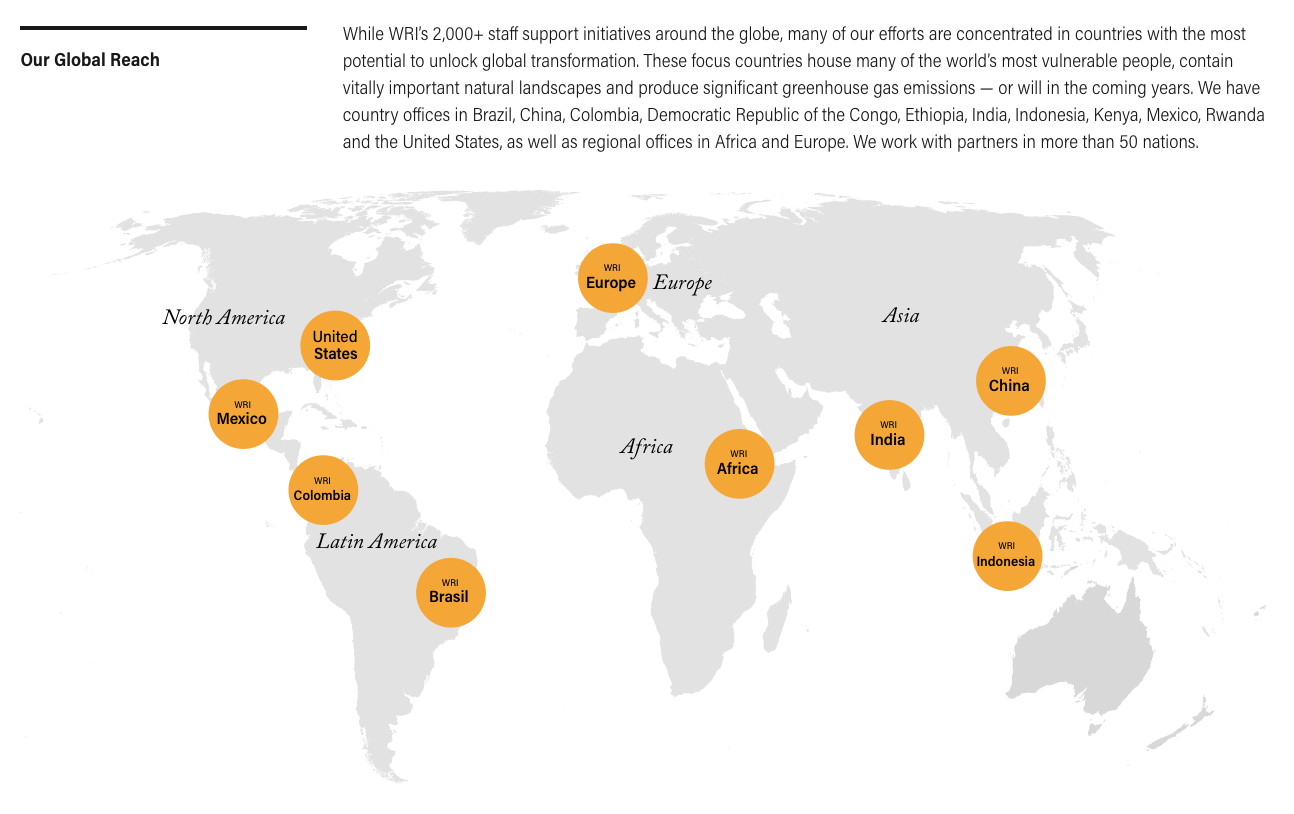 Our Global Reach
While WRI’s 2,000+ staff support initiatives around the globe, many of our efforts are concentrated in countries with the most
potential to unlock global transformation. These focus countries house many of the world’s most vulnerable people, contain
vitally important natural landscapes and produce significant greenhouse gas emissions — or will in the coming years. We have
country offices in Brazil, China, Colombia, Democratic Republic of the Congo, Ethiopia, India, Indonesia, Kenya, Mexico, Rwanda
and the United States, as well as regional offices in Africa and Europe. We work with partners in more than 50 nations.
WRI
Europe
Europe
North America
Asia
United
States
WRI
China
WRI
Mexico
WRI
India
Africa
WRI
Africa
WRI
Colombia
Latin America
WRI
Indonesia
WRI
Brasil